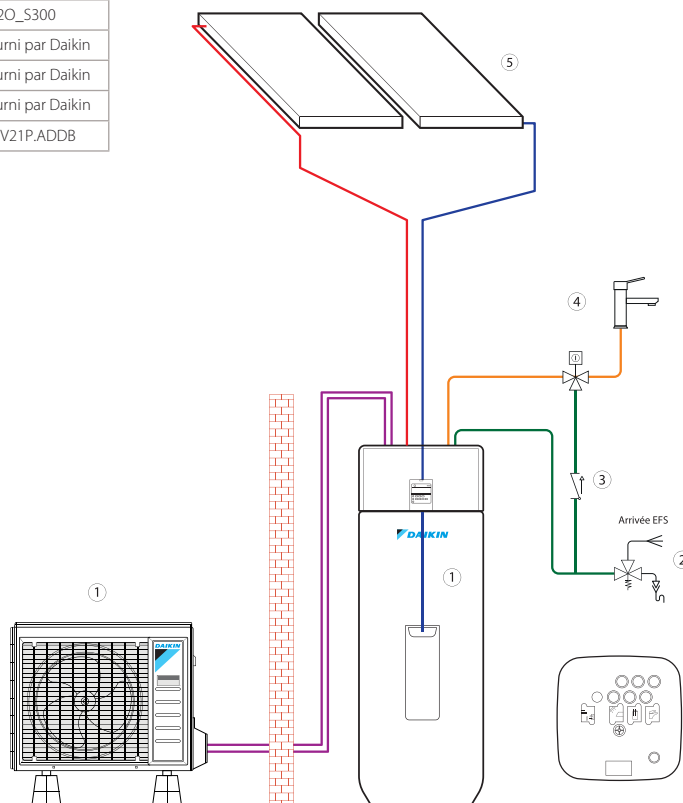 2O_S300
urni par Daikin
urni par Daikin
urni par Daikin
V21P.ADDB
5
4
3
Arrivée EFS
2
DAIKIN
1
1
DAIKIN